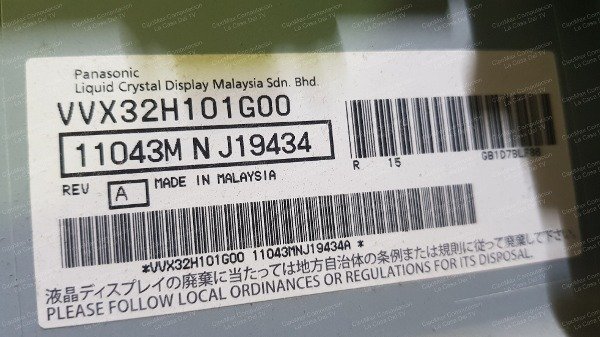 Panasonic
Liquid Crystal Display Malaysia Sdn. Bhd.
VVX32H101G00
11043M N J19434
R 15 GB1D7BLF88
REV A MADE IN MALAYSIA
*VVX32H101G00 11043MNJ19434A *
液晶ディスプレイの廃棄に当たっては地方自治体の条例または規則に従って廃棄して下さい。
PLEASE FOLLOW LOCAL ORDINANCES OR REGULATIONS FOR ITS DISPOSAL.